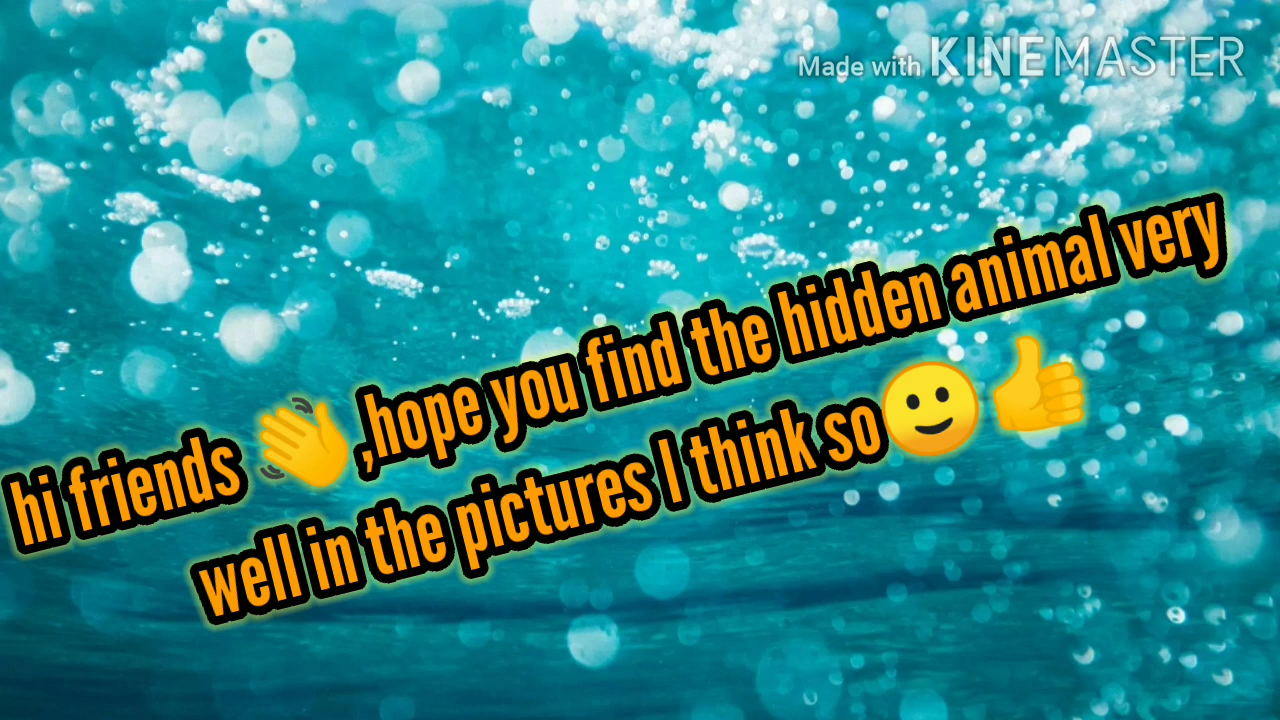 Made with KINEMASTER
hi friends 👋 ,hope you find the hidden animal very
well in the pictures I think so🙂👍